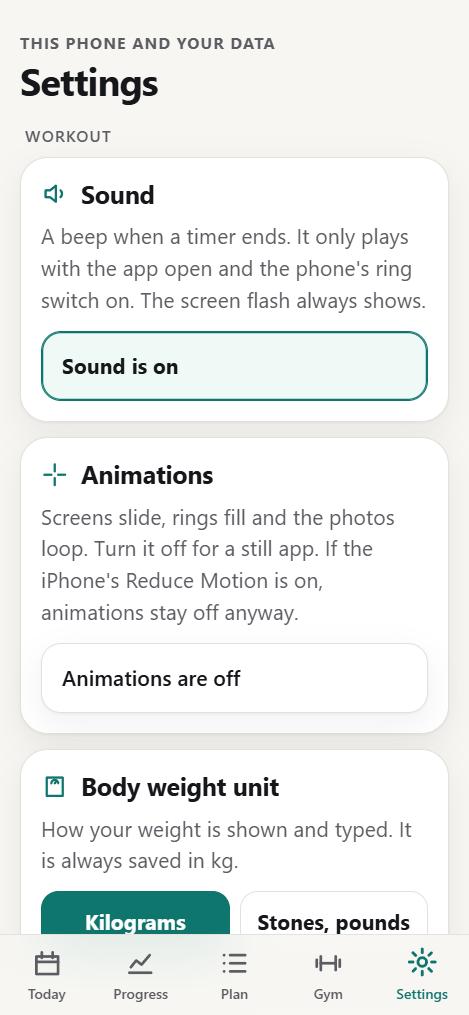 THIS PHONE AND YOUR DATA
Settings
WORKOUT
Sound
A beep when a timer ends. It only plays
with the app open and the phone's ring
switch on. The screen flash always shows.
Sound is on
Animations
Screens slide, rings fill and the photos
loop. Turn it off for a still app. If the
iPhone's Reduce Motion is on,
animations stay off anyway.
Animations are off
Body weight unit
How your weight is shown and typed. It
is always saved in kg.
Kilograms
Stones, pounds
Today
Progress
Plan
Gym
Settings